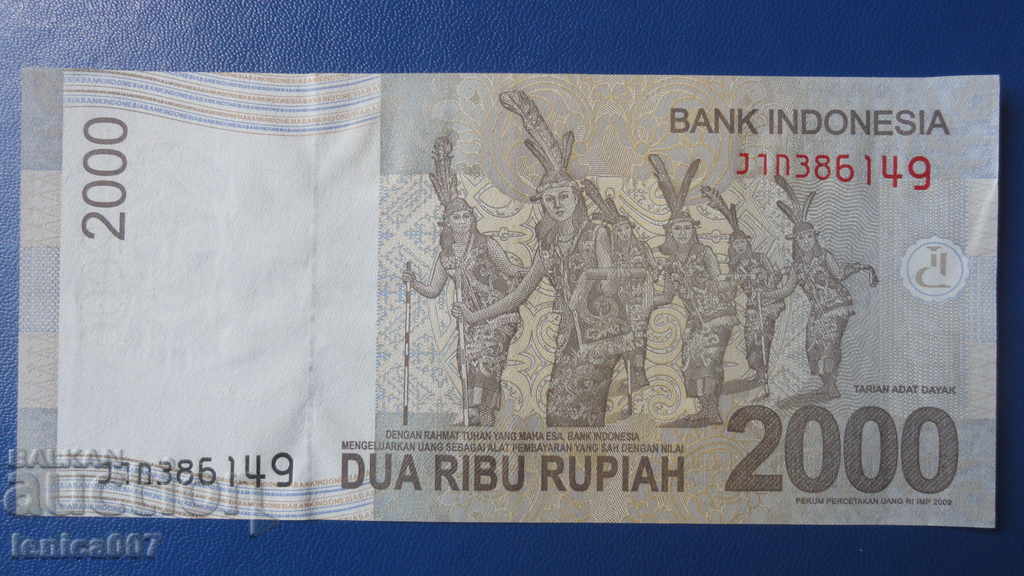 2000
BANK INDONESIA
J1D386149
TARIAN ADAT DAYAK
DENGAN RAHMAT TUHAN YANG MAHA ESA, BANK INDONESIA
MENGELUARKAN UANG SEBAGAI ALAT PEMBAYARAN YANG SAH DENGAN NILAI
DUA RIBU RUPIAH
2000
PERUM PERCETAKAN UANG RI IMP 2009
J1D386149
BALKAN
auction
lenica007